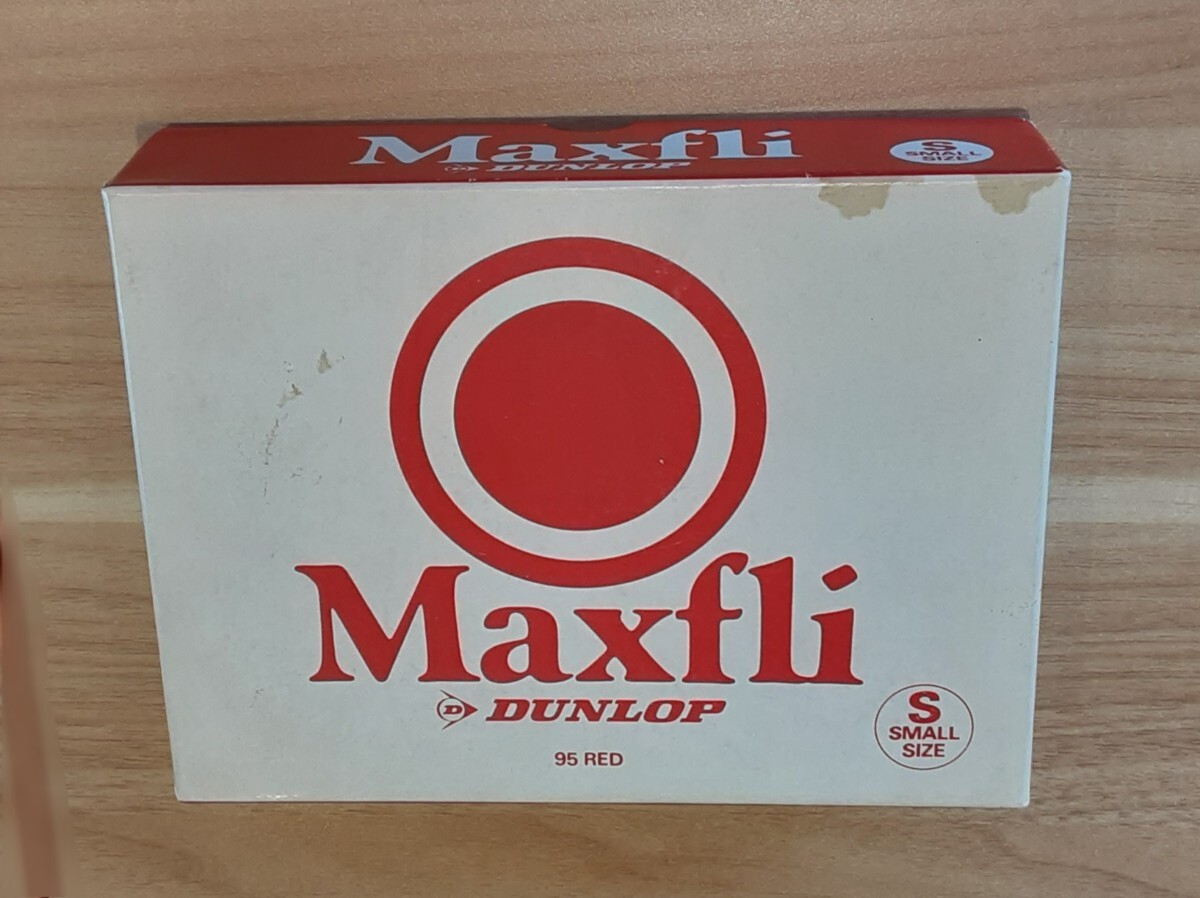 Maxfli
DUNLOP
S
SMALL
SIZE
Maxfli
D DUNLOP
95 RED
S
SMALL
SIZE